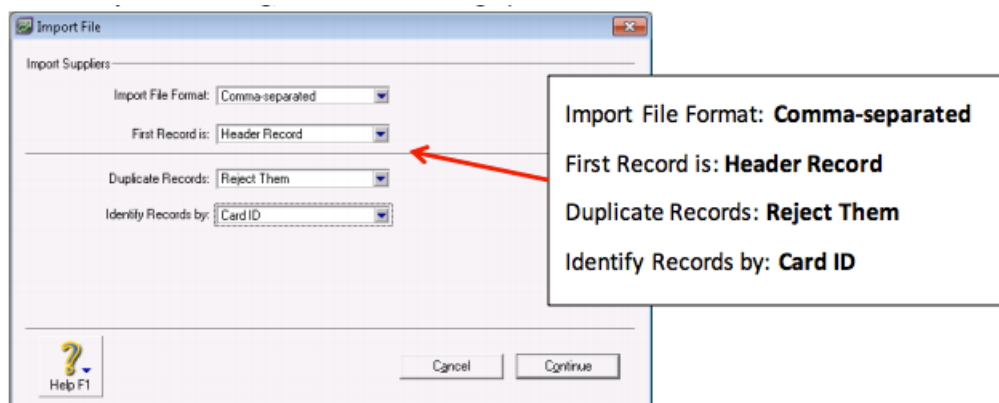 Import File
Import Suppliers
Import File Format: Comma-separated
First Record is: Header Record
Duplicate Records: Reject Them
Identify Records by: Card ID
Help F1
Cancel
Continue
Import File Format: Comma-separated
First Record is: Header Record
Duplicate Records: Reject Them
Identify Records by: Card ID